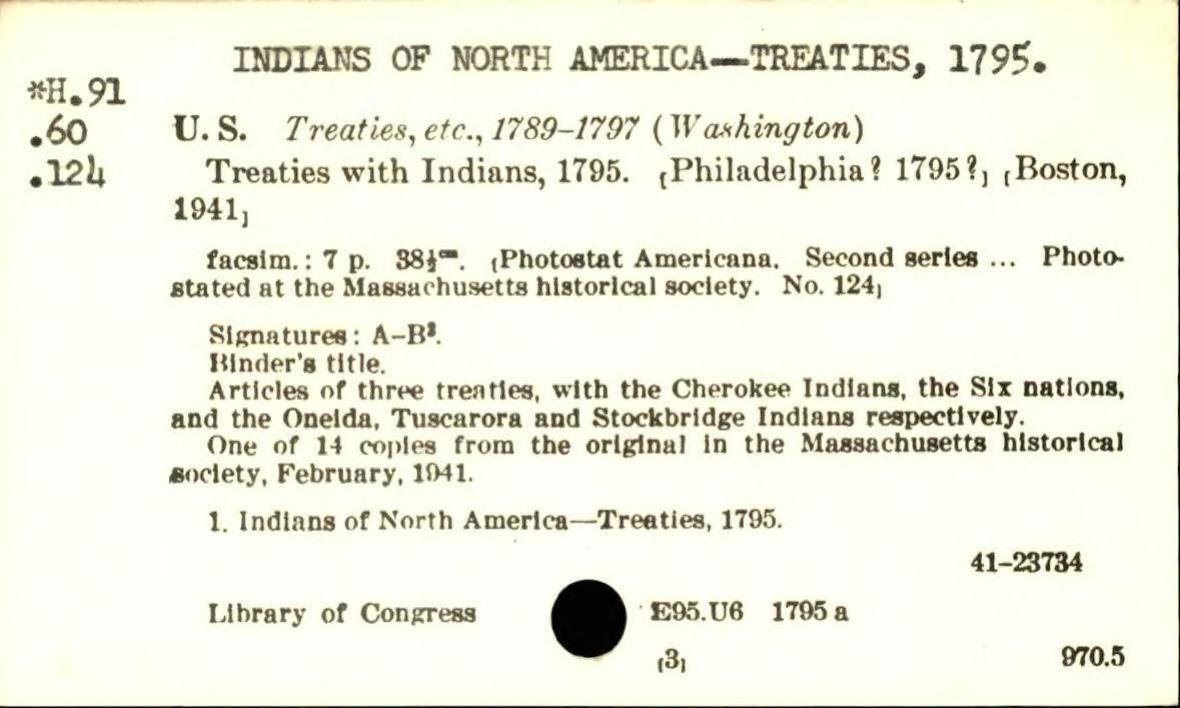 INDIANS OF NORTH AMERICA—TREATIES, 1795.
*H.91
.60
.124
U. S. Treaties, etc., 1789–1797 (Washington)
Treaties with Indians, 1795. [Philadelphia? 1795?] [Boston,
1941]
facsim.: 7 p. 38½ᶜᵐ. [Photostat Americana. Second series ... Photo-
stated at the Massachusetts historical society. No. 124]
Signatures: A–B².
Binder's title.
Articles of three treaties, with the Cherokee Indians, the Six nations,
and the Oneida, Tuscarora and Stockbridge Indians respectively.
One of 14 copies from the original in the Massachusetts historical
society, February, 1941.
1. Indians of North America—Treaties, 1795.
41–23734
Library of Congress E95.U6 1795 a
[3] 970.5